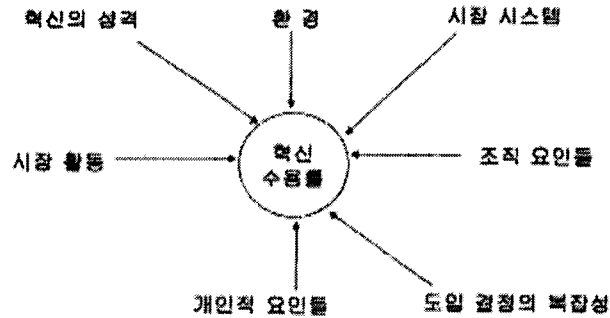 혁신의 성격
환 경
시장 시스템
시장 활동
혁신
수용률
조직 요인들
개인적 요인들
도입 결정의 복잡성